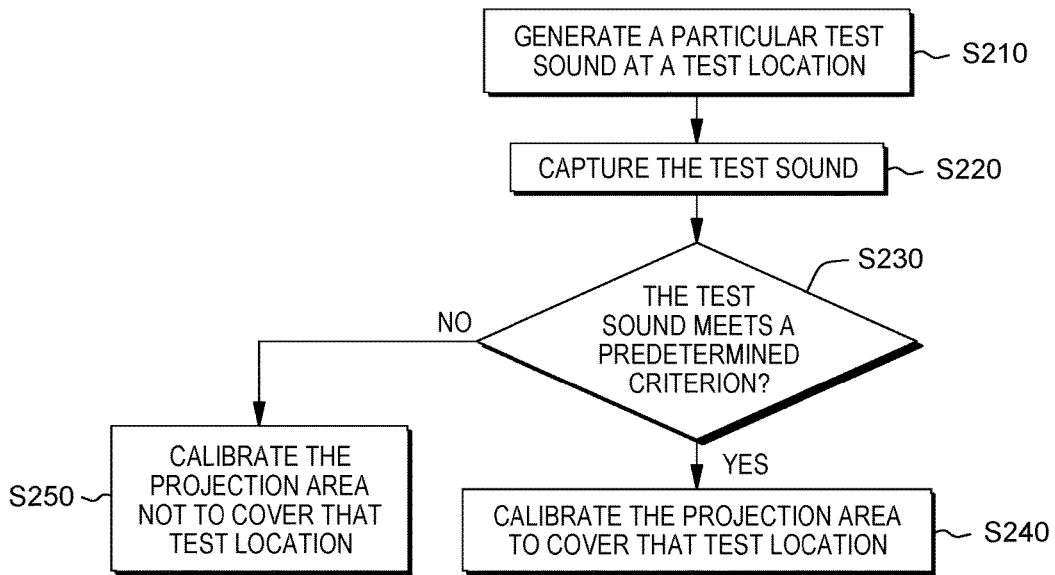 GENERATE A PARTICULAR TEST
SOUND AT A TEST LOCATION
S210
CAPTURE THE TEST SOUND
S220
S230
THE TEST
SOUND MEETS A
PREDETERMINED
CRITERION?
NO
YES
CALIBRATE THE
PROJECTION AREA
NOT TO COVER THAT
TEST LOCATION
S250
CALIBRATE THE PROJECTION AREA
TO COVER THAT TEST LOCATION
S240